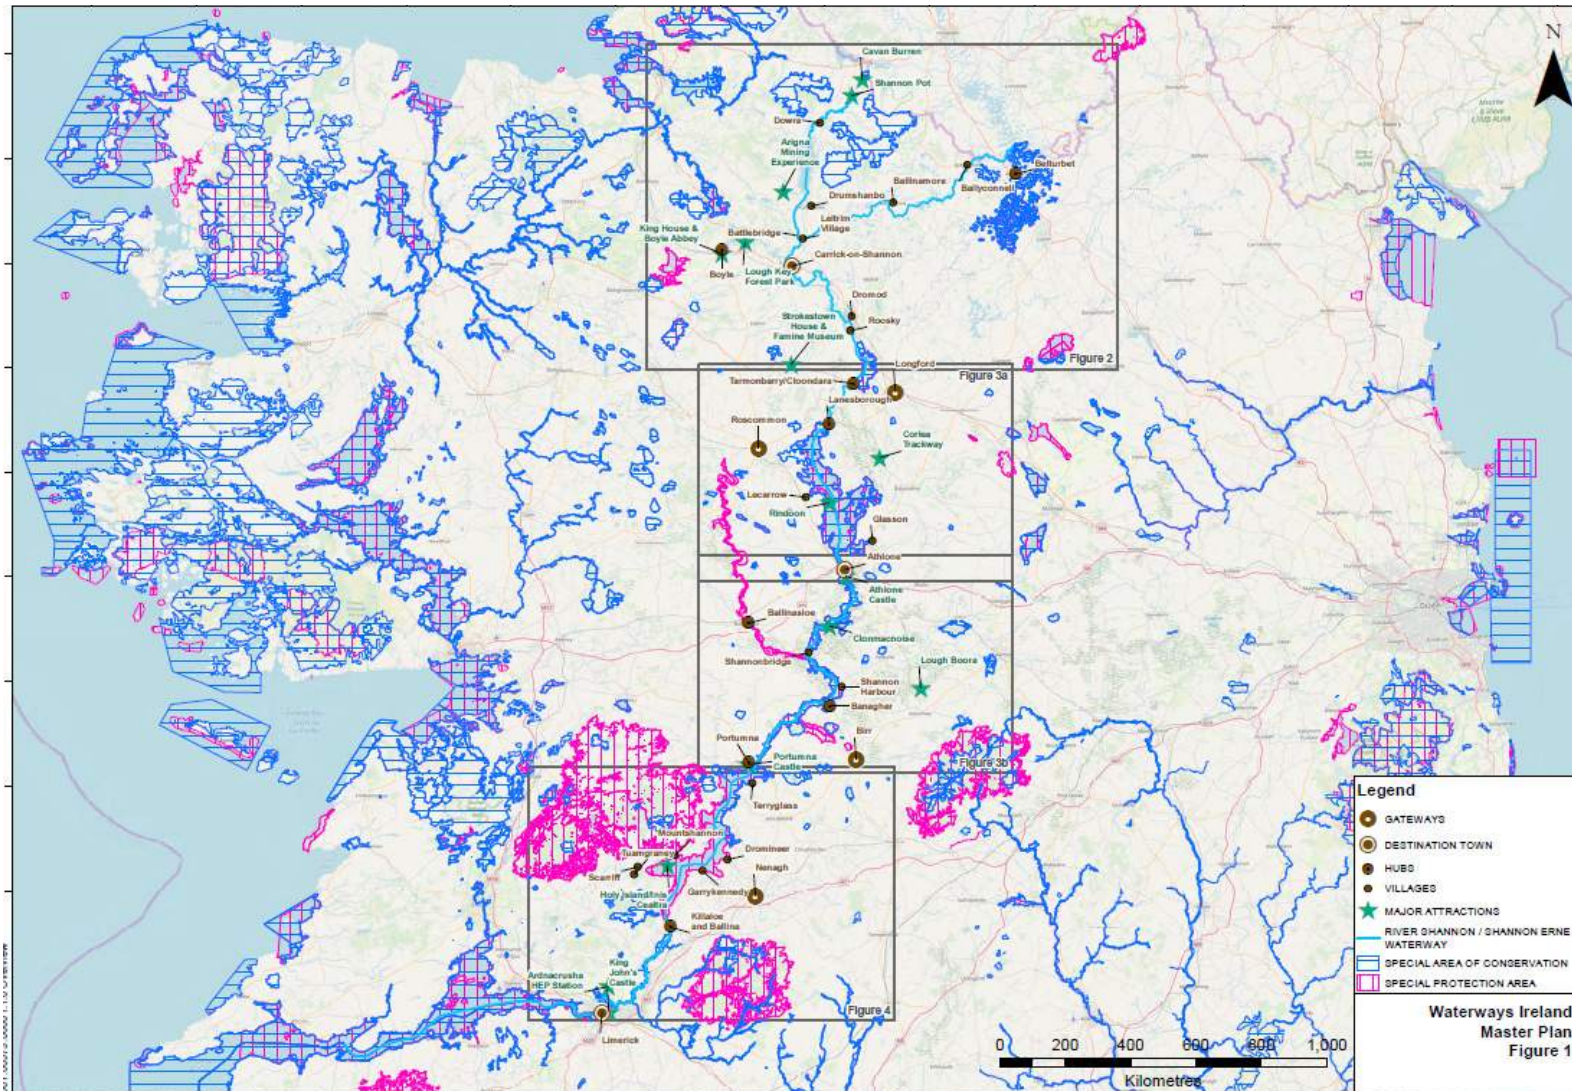 N
Cavan Burren
Shannon Pot
Dowra
Arigna
Mining
Experience
Belturbet
Ballinamore
Ballyconnell
Drumshanbo
Leitrim
Village
King House &
Boyle Abbey
Battlebridge
Carrick-on-Shannon
Boyle
Lough Key
Forest Park
Dromod
Strokestown
House &
Famine Museum
Roosky
Figure 2
Longford
Figure 3a
Tarmonbarry/Cloondara
Lanesborough
Roscommon
Corlea
Trackway
Lecarrow
Rindoon
Glasson
Athlone
Athlone
Castle
Ballinasloe
Clonmacnoise
Shannonbridge
Lough Boora
Shannon
Harbour
Banagher
Birr
Portumna
Portumna
Castle
Figure 3b
Terryglass
Mountshannon
Tuamgraney
Dromineer
Nenagh
Scarriff
Garrykennedy
Holy Island/Inis
Cealtra
Killaloe
and Ballina
King
John's
Castle
Ardnacrusha
HEP Station
Figure 4
Limerick
Legend
GATEWAYS
DESTINATION TOWN
HUBS
VILLAGES
MAJOR ATTRACTIONS
RIVER SHANNON / SHANNON ERNE
WATERWAY
SPECIAL AREA OF CONSERVATION
SPECIAL PROTECTION AREA
Waterways Ireland
Master Plan
Figure 1
0 200 400 600 800 1,000
Kilometres